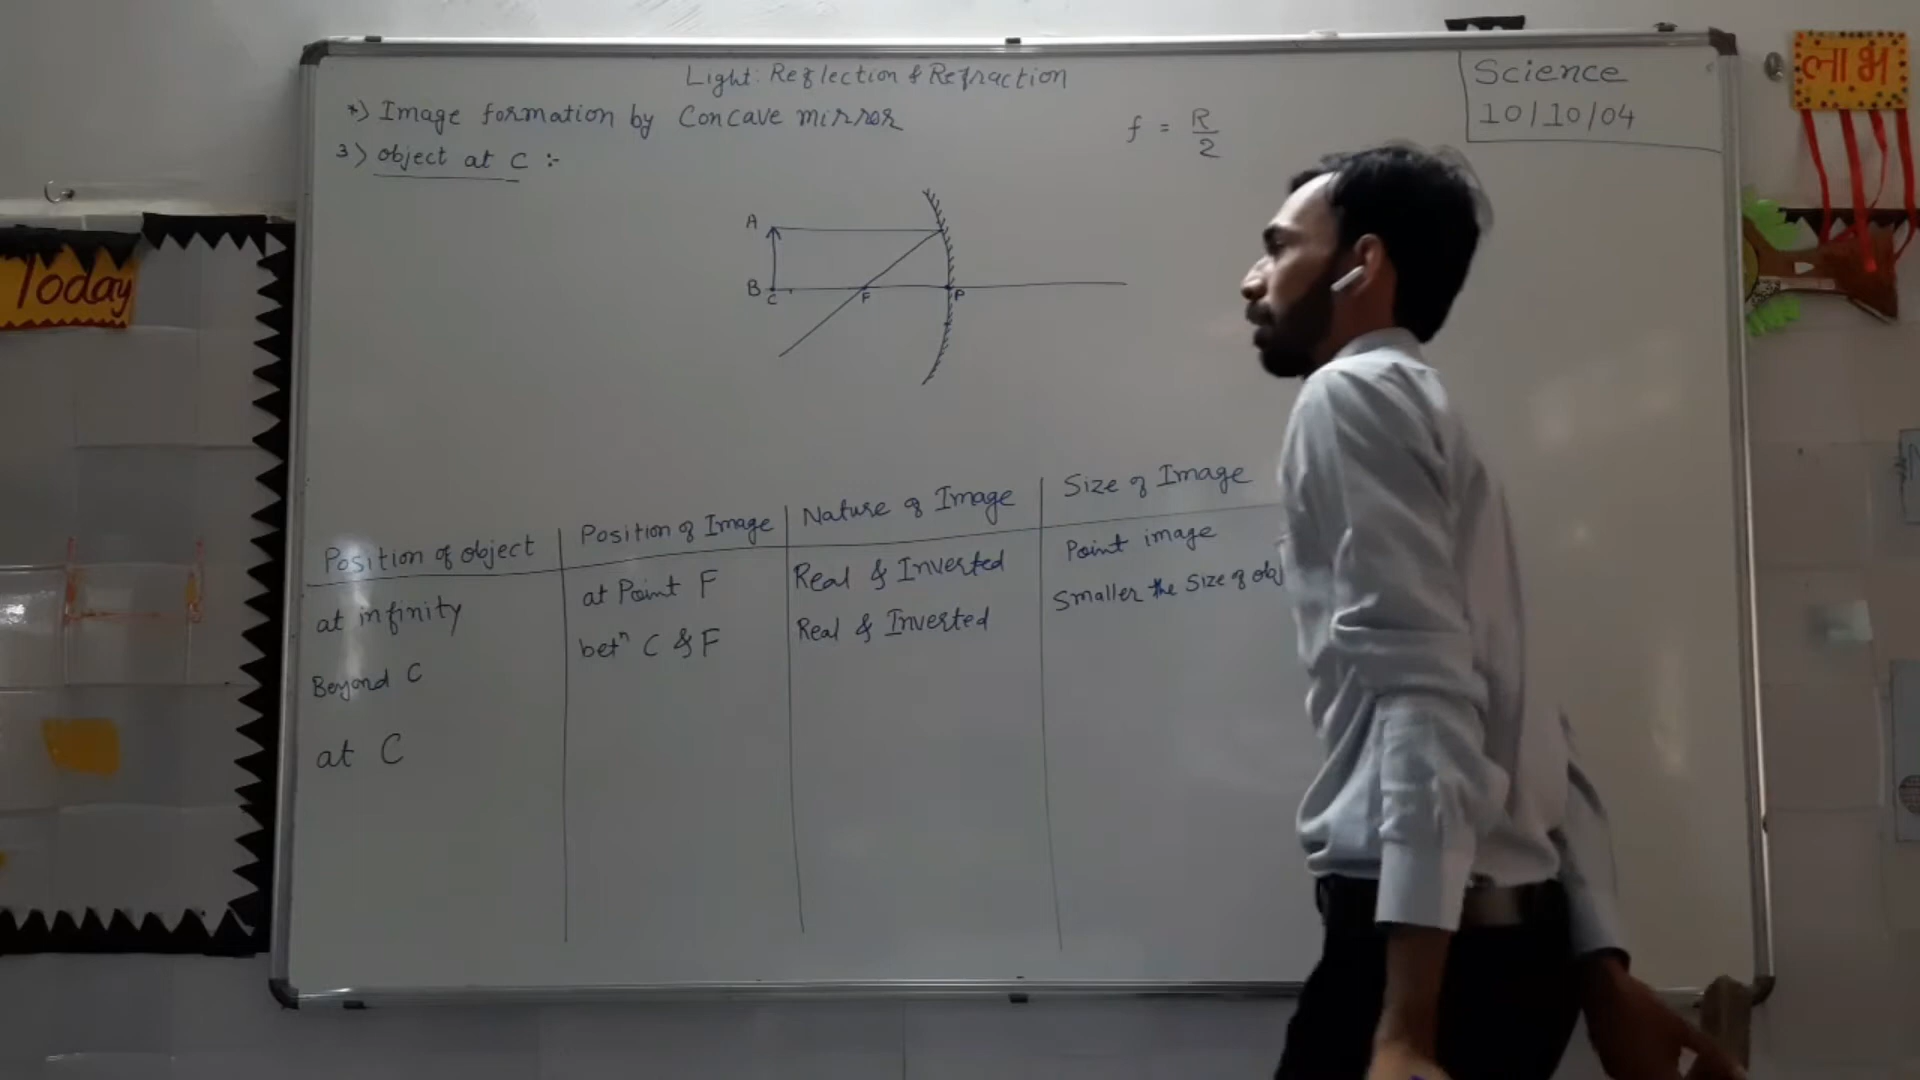 Light: Reflection & Refraction
Science
10/10/04
*) Image formation by Concave mirror
f = R/2
3) object at C :-
A
B
C
F
P
Position of object
Position of Image
Nature of Image
Size of Image
at infinity
at Point F
Real & Inverted
Point image
Beyond C
betⁿ C & F
Real & Inverted
Smaller the Size of obj
at C
Today
लाभ